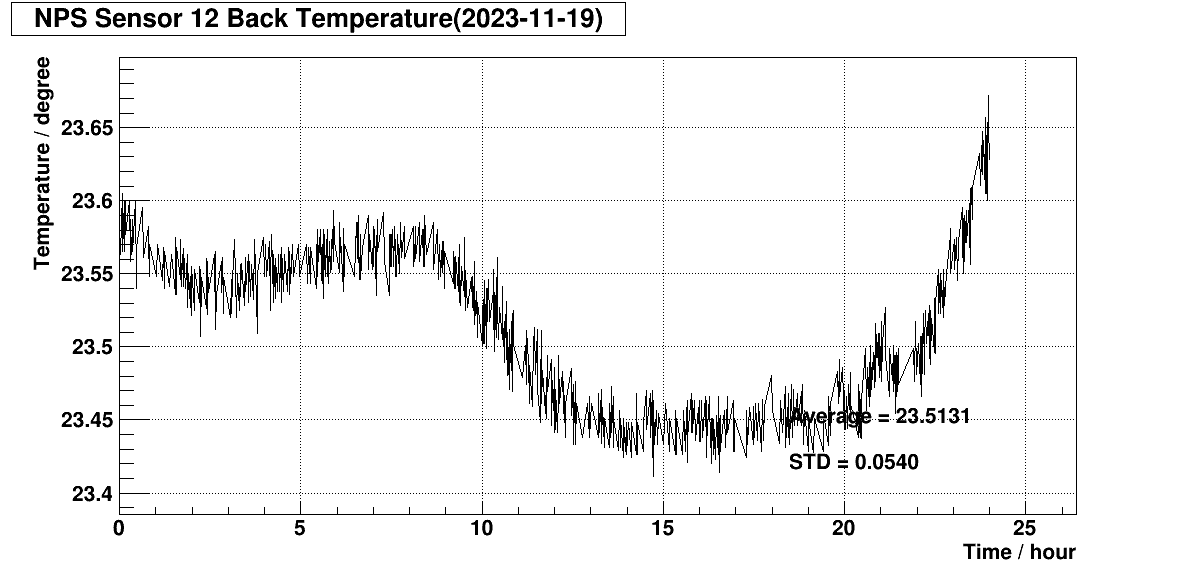 NPS Sensor 12 Back Temperature(2023-11-19)
Temperature / degree
23.65
23.6
23.55
23.5
23.45
23.4
Average = 23.5131
STD = 0.0540
0 5 10 15 20 25
Time / hour